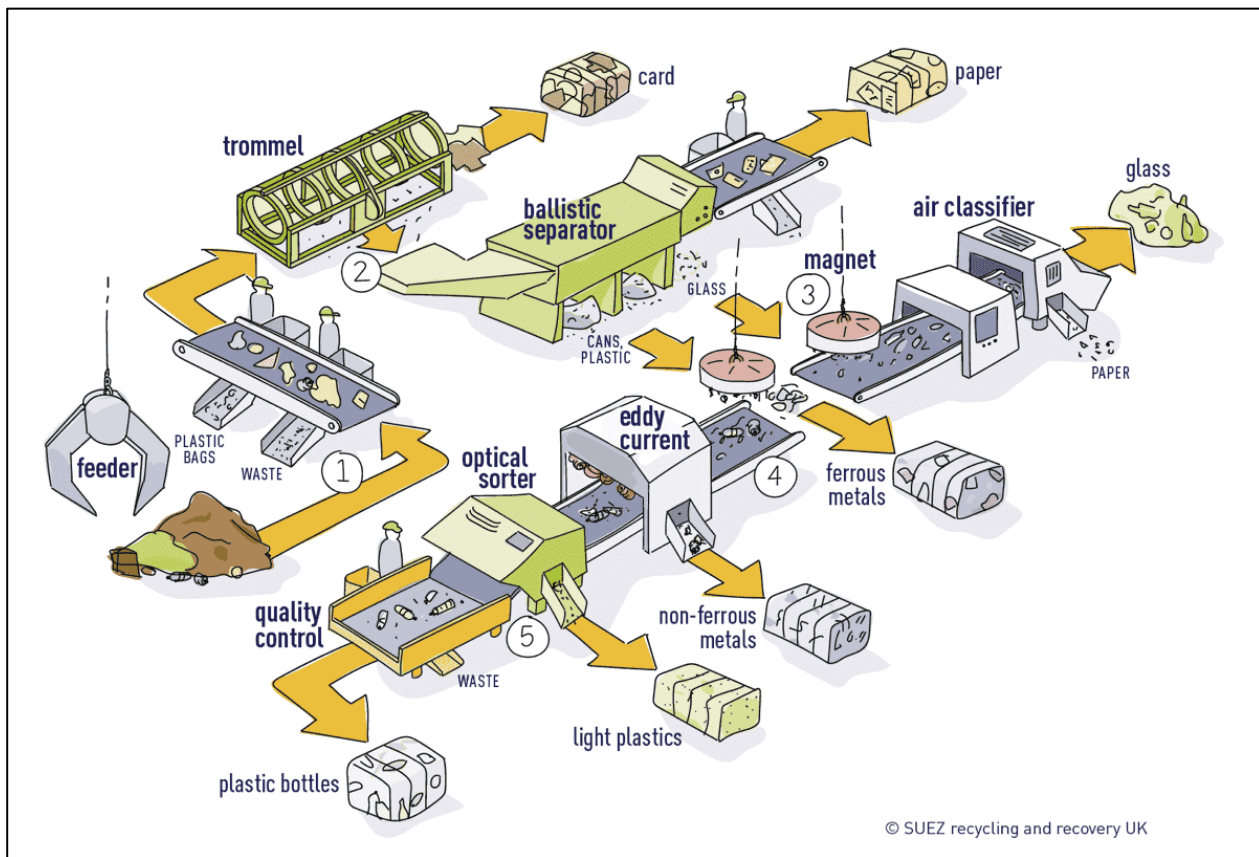 card
paper
trommel
glass
ballistic
separator
air classifier
2
magnet
3
GLASS
CANS,
PLASTIC
PAPER
feeder
PLASTIC
BAGS
WASTE
1
optical
sorter
eddy
current
4
ferrous
metals
quality
control
5
WASTE
non-ferrous
metals
light plastics
plastic bottles
© SUEZ recycling and recovery UK